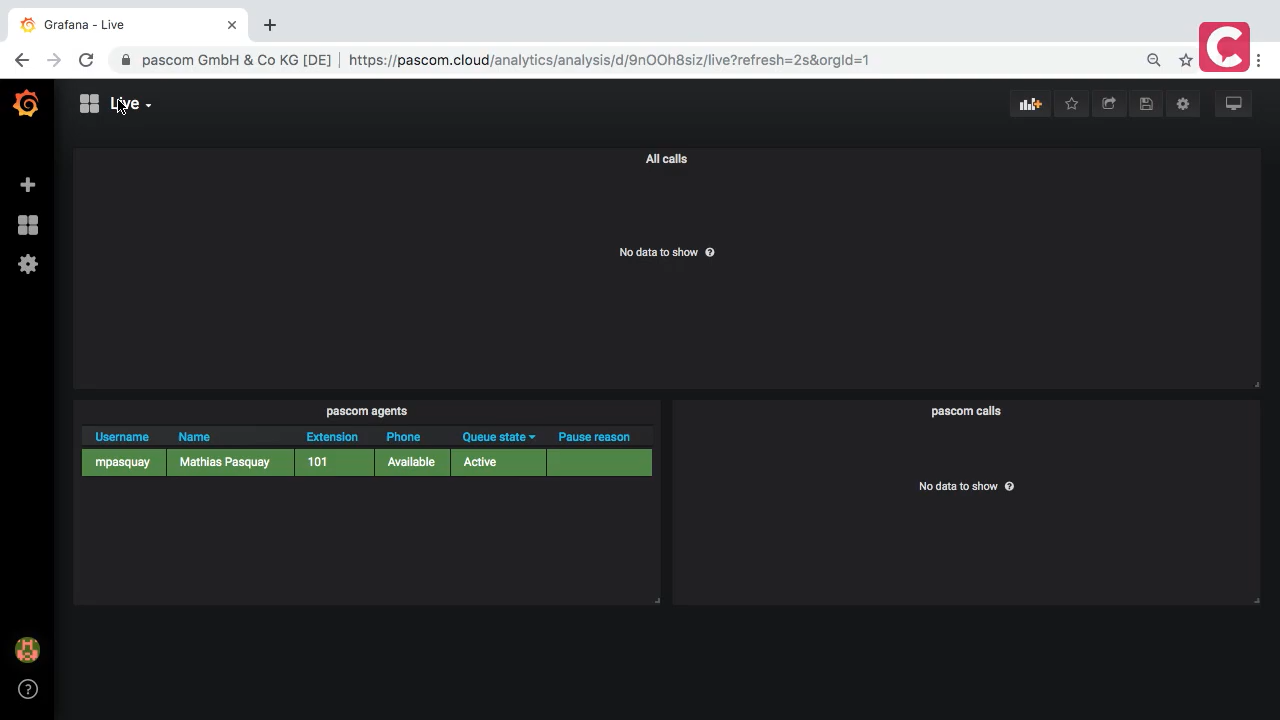 Grafana - Live
pascom GmbH & Co KG [DE] https://pascom.cloud/analytics/analysis/d/9nOOh8siz/live?refresh=2s&orgId=1
Live
All calls
No data to show
pascom agents
Username Name Extension Phone Queue state Pause reason
mpasquay Mathias Pasquay 101 Available Active
pascom calls
No data to show